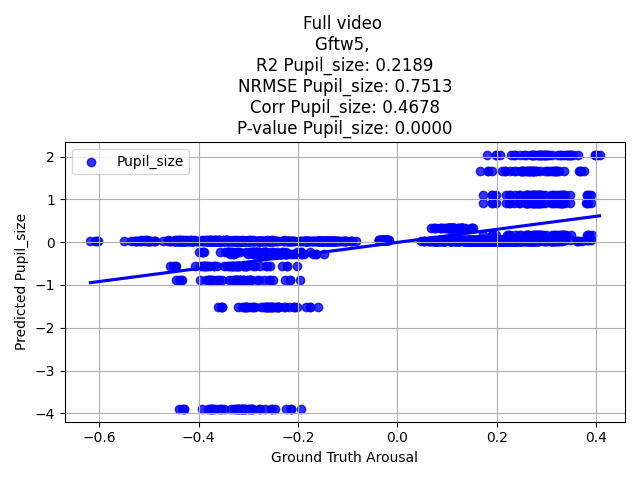 Full video
Gftw5,
R2 Pupil_size: 0.2189
NRMSE Pupil_size: 0.7513
Corr Pupil_size: 0.4678
P-value Pupil_size: 0.0000
Pupil_size
2
1
0
−1
−2
−3
−4
Predicted Pupil_size
−0.6 −0.4 −0.2 0.0 0.2 0.4
Ground Truth Arousal